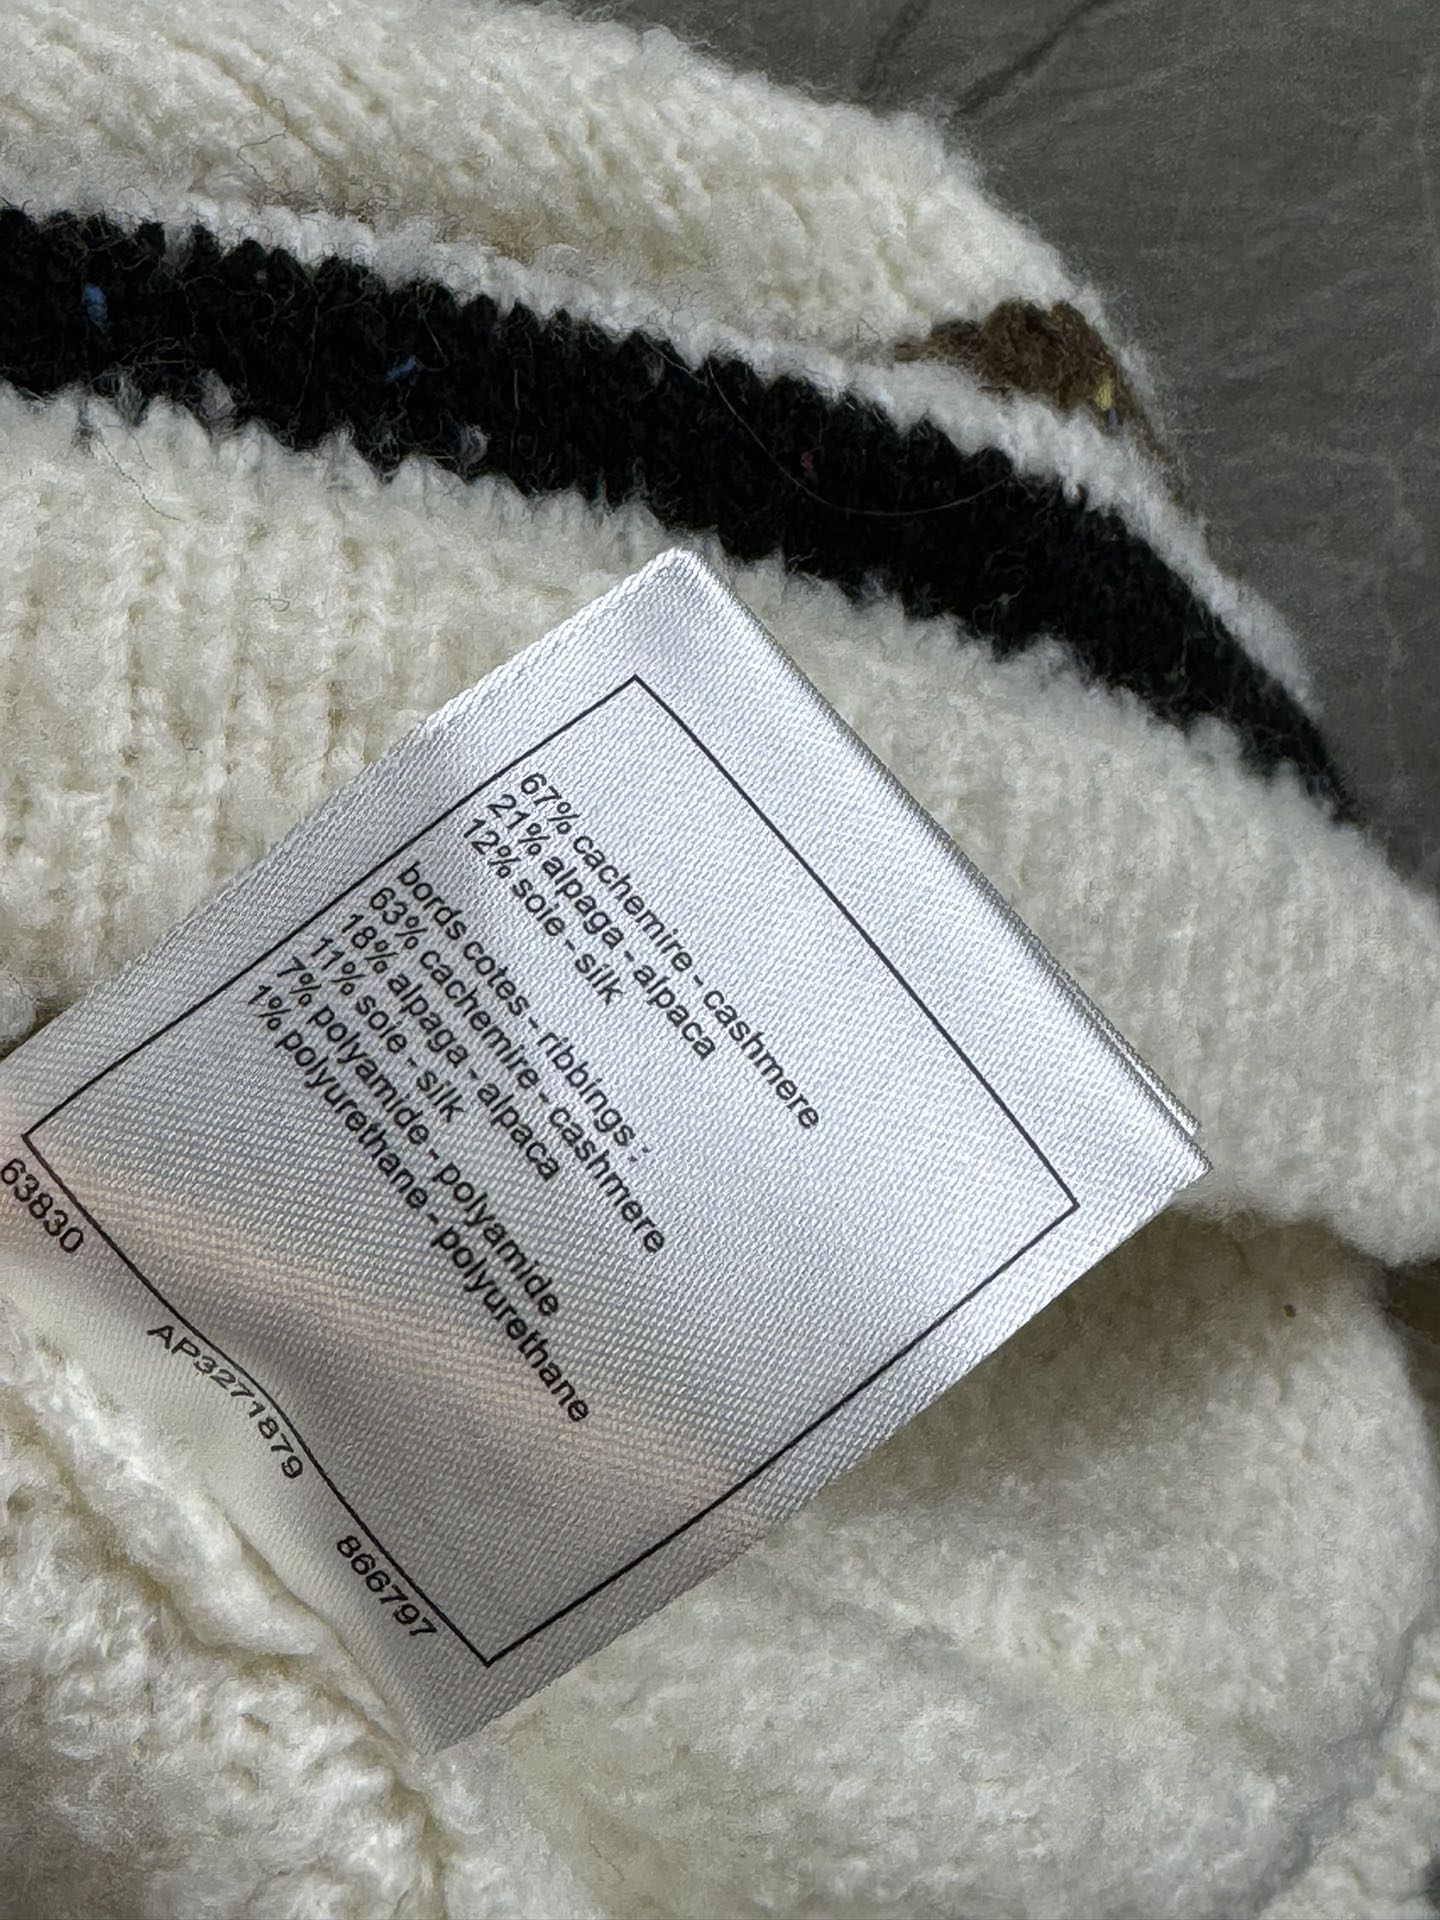 67% cachemire - cashmere
21% alpaga - alpaca
12% soie - silk
bords cotes - ribbings :
63% cachemire - cashmere
18% alpaga - alpaca
11% soie - silk
7% polyamide - polyamide
1% polyurethane - polyurethane
63830 AP3271879 866797